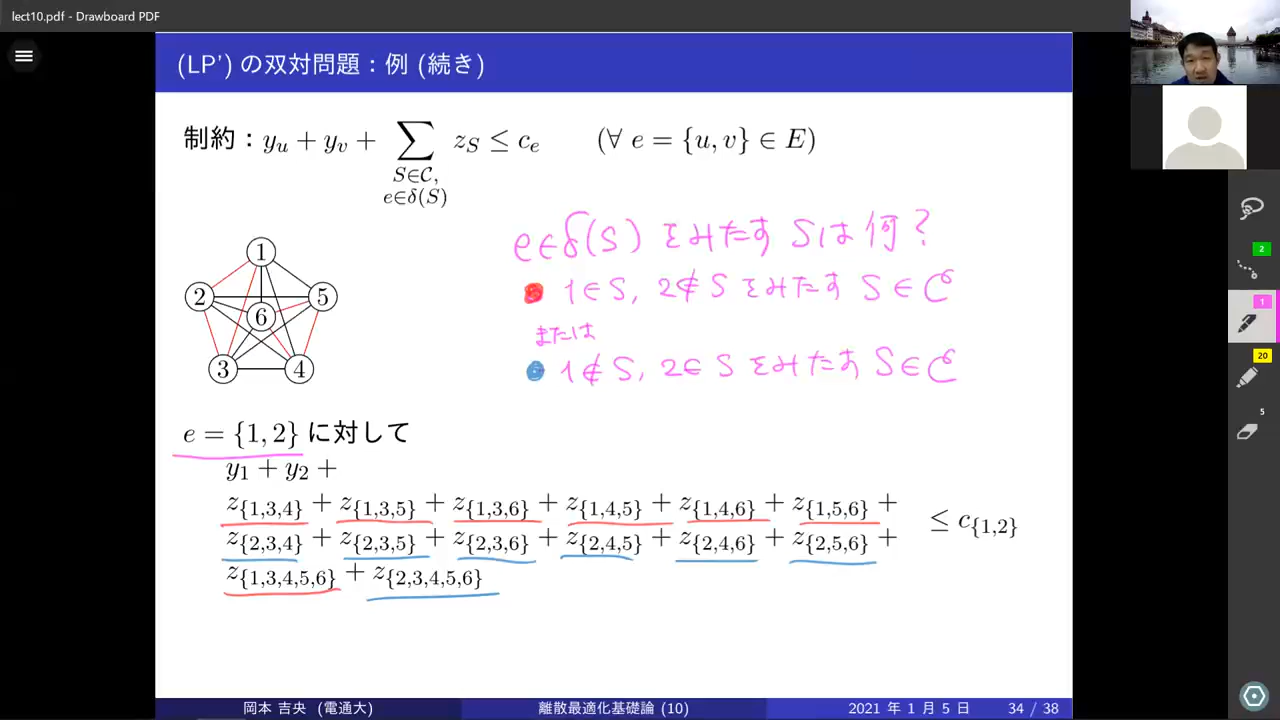 lect10.pdf - Drawboard PDF
(LP') の双対問題：例 (続き)
制約：y_u + y_v + ∑_{S∈𝒞, e∈δ(S)} z_S ≤ c_e (∀ e = {u, v} ∈ E)
e∈δ(S) をみたす Sは 何?
1∈S, 2∉S をみたす S∈𝒞
または
1∉S, 2∈S をみたす S∈𝒞
1
2
5
6
3
4
e = {1, 2} に対して
y_1 + y_2 +
z_{1,3,4} + z_{1,3,5} + z_{1,3,6} + z_{1,4,5} + z_{1,4,6} + z_{1,5,6} +
z_{2,3,4} + z_{2,3,5} + z_{2,3,6} + z_{2,4,5} + z_{2,4,6} + z_{2,5,6} +
≤ c_{1,2}
z_{1,3,4,5,6} + z_{2,3,4,5,6}
岡本 吉央 (電通大) 離散最適化基礎論 (10) 2021 年 1 月 5 日 34 / 38
2
1
20
5